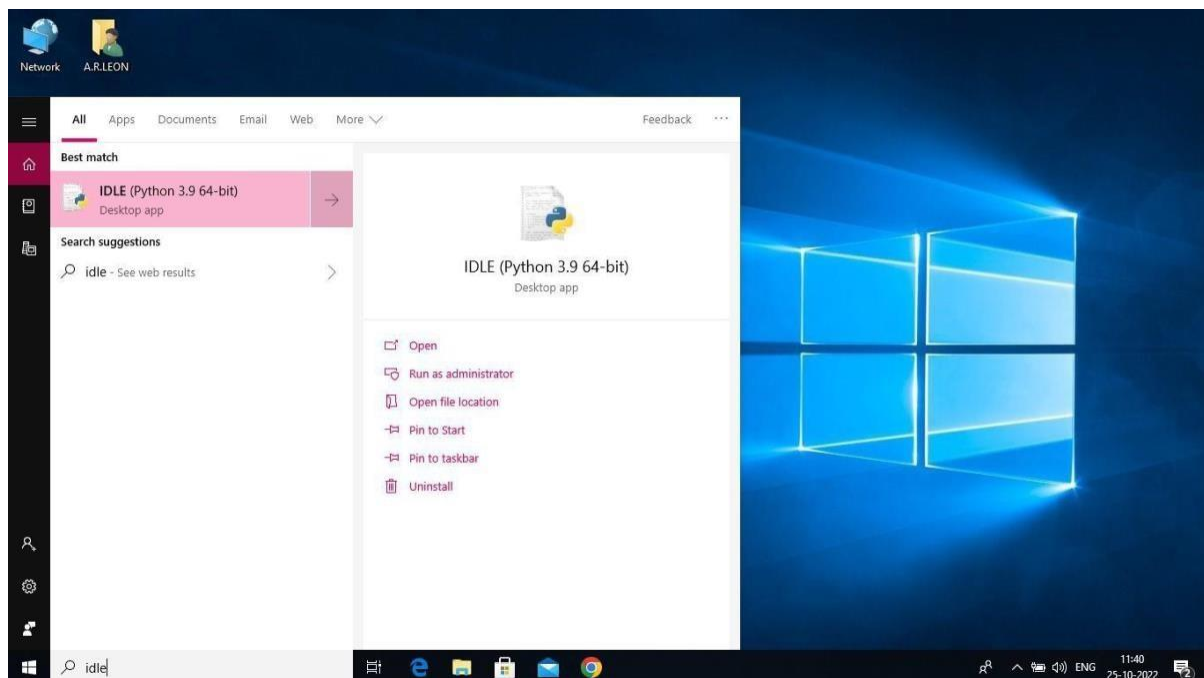 Network
A.R.LEON
All Apps Documents Email Web More
Feedback ...
Best match
IDLE (Python 3.9 64-bit)
Desktop app
Search suggestions
idle - See web results
IDLE (Python 3.9 64-bit)
Desktop app
Open
Run as administrator
Open file location
Pin to Start
Pin to taskbar
Uninstall
idle
ENG
11:40
25-10-2022
2